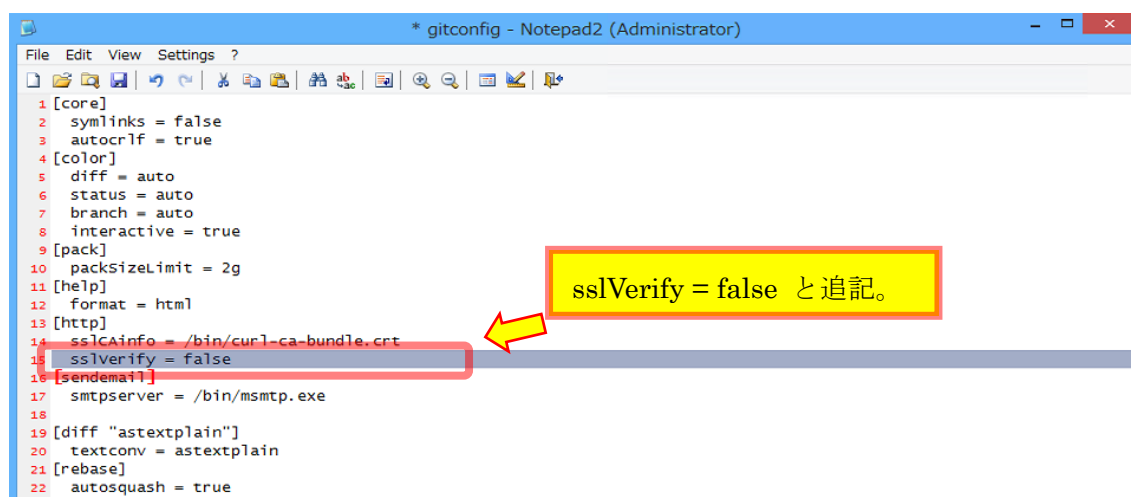 * gitconfig - Notepad2 (Administrator)
File Edit View Settings ?
1 [core]
2 symlinks = false
3 autocrlf = true
4 [color]
5 diff = auto
6 status = auto
7 branch = auto
8 interactive = true
9 [pack]
10 packSizeLimit = 2g
11 [help]
12 format = html
13 [http]
14 sslCAinfo = /bin/curl-ca-bundle.crt
15 sslVerify = false
16 [sendemail]
17 smtpserver = /bin/msmtp.exe
18
19 [diff "astextplain"]
20 textconv = astextplain
21 [rebase]
22 autosquash = true
sslVerify = false と追記。